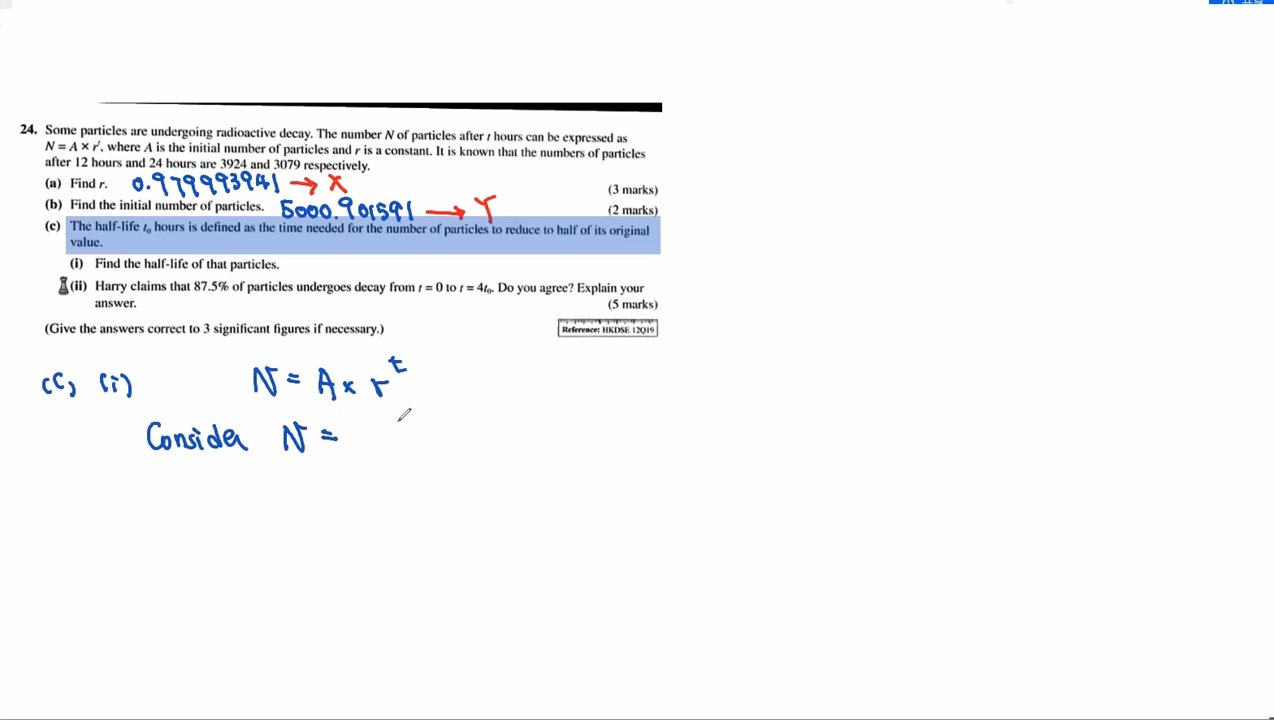 24. Some particles are undergoing radioactive decay. The number N of particles after t hours can be expressed as
N = A × r^t, where A is the initial number of particles and r is a constant. It is known that the numbers of particles
after 12 hours and 24 hours are 3924 and 3079 respectively.
(a) Find r. 0.979993941 → X (3 marks)
(b) Find the initial number of particles. 5000.901591 → Y (2 marks)
(c) The half-life t₀ hours is defined as the time needed for the number of particles to reduce to half of its original
value.
(i) Find the half-life of that particles.
(ii) Harry claims that 87.5% of particles undergoes decay from t = 0 to t = 4t₀. Do you agree? Explain your
answer. (5 marks)
(Give the answers correct to 3 significant figures if necessary.) Reference: HKDSE 12Q19
(c) (i) N = A × r^t
Consider N =